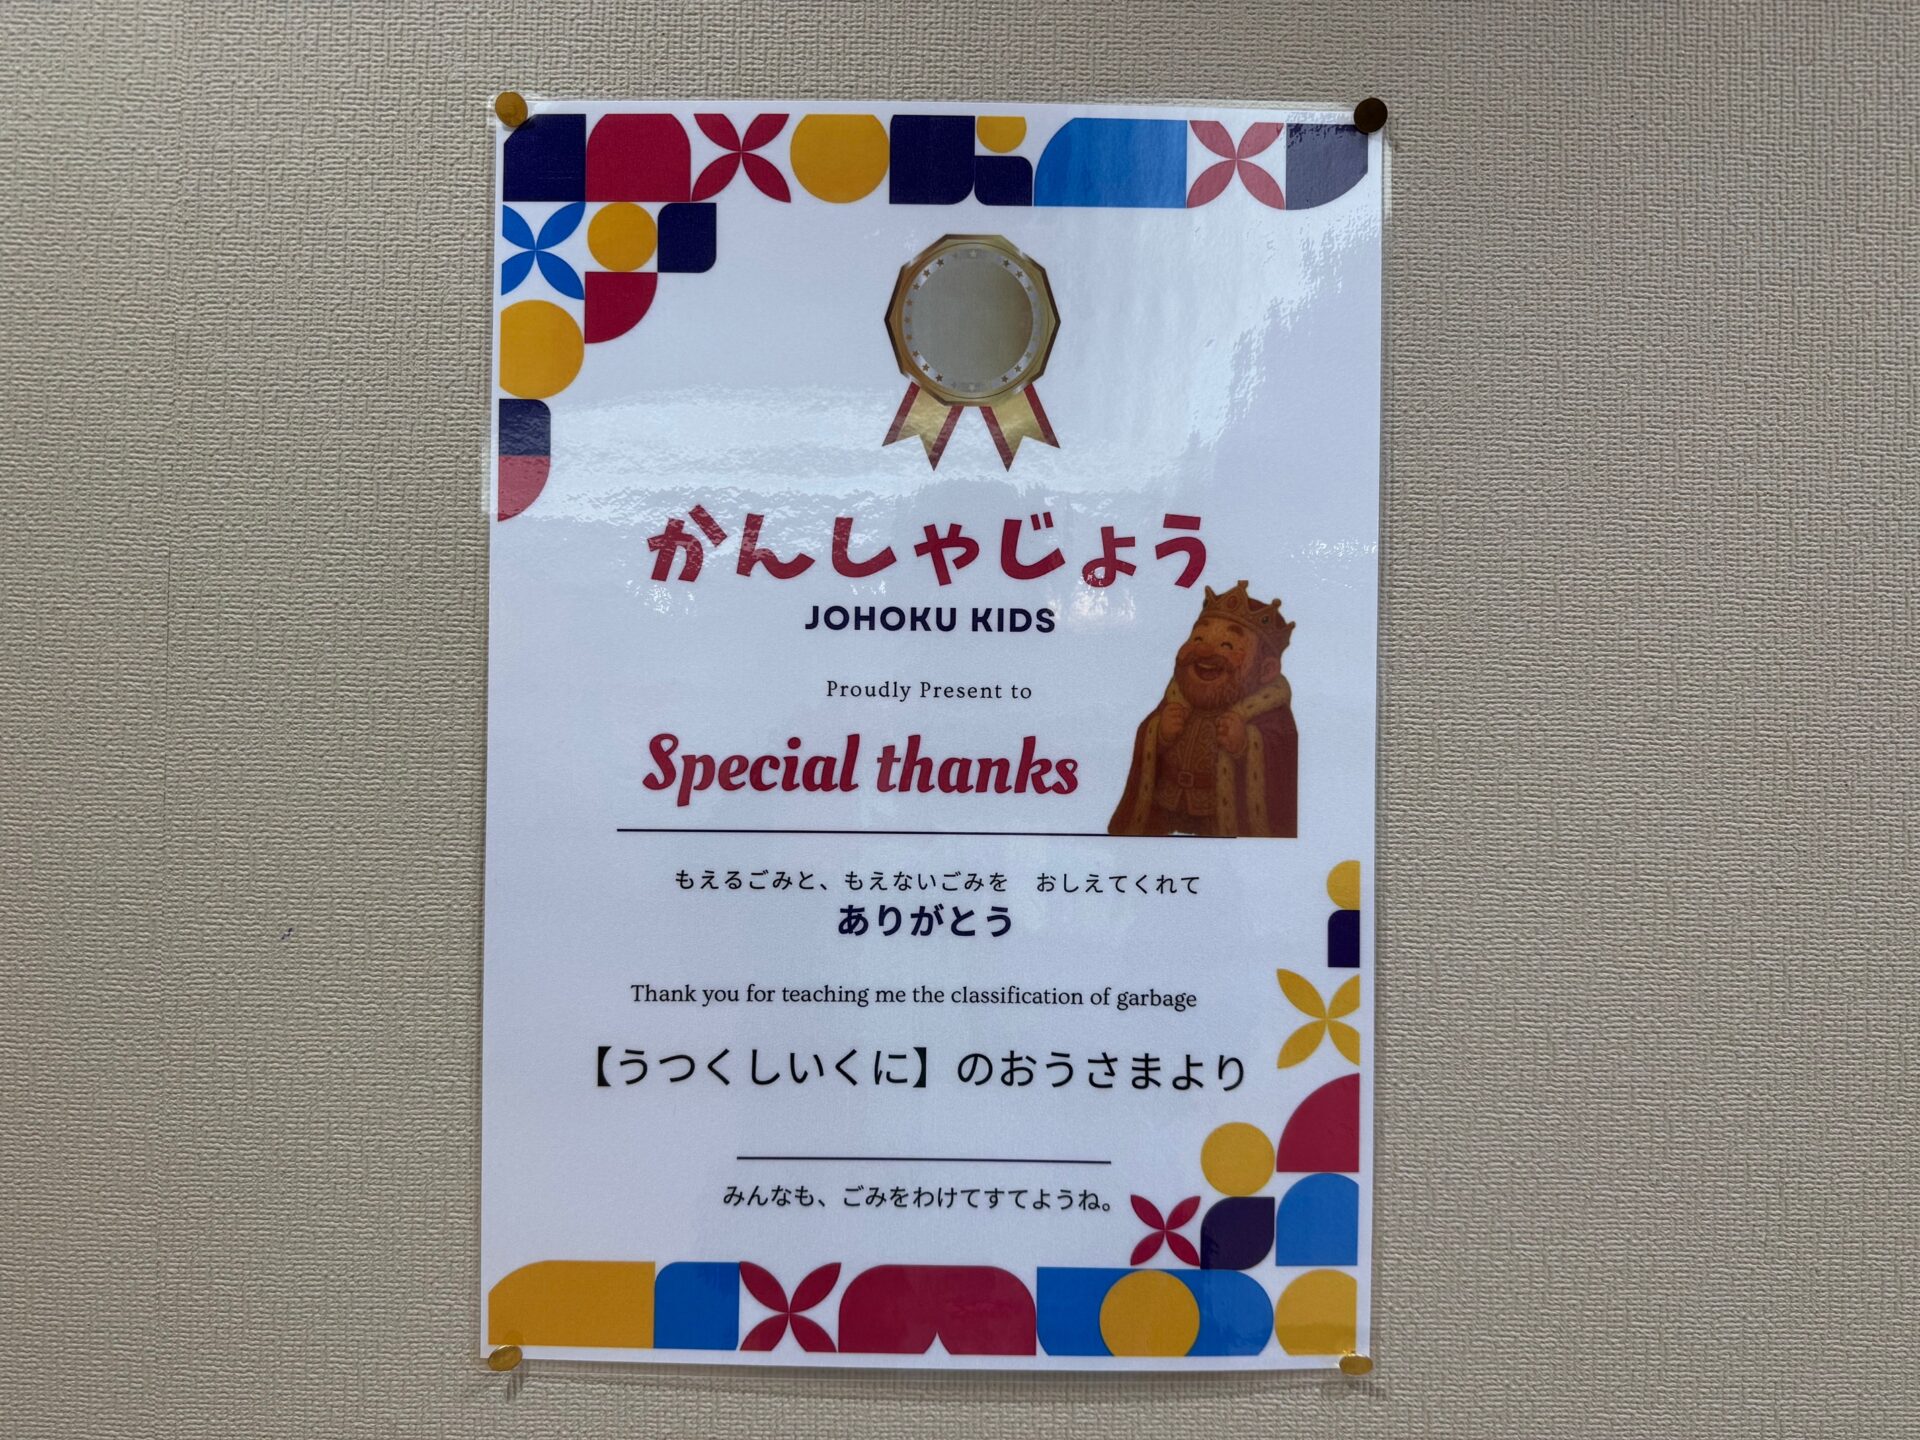 かんしゃじょう
JOHOKU KIDS
Proudly Present to
Special thanks
もえるごみと、もえないごみを　おしえてくれて
ありがとう
Thank you for teaching me the classification of garbage
【うつくしいくに】のおうさまより
みんなも、ごみをわけてすてようね。